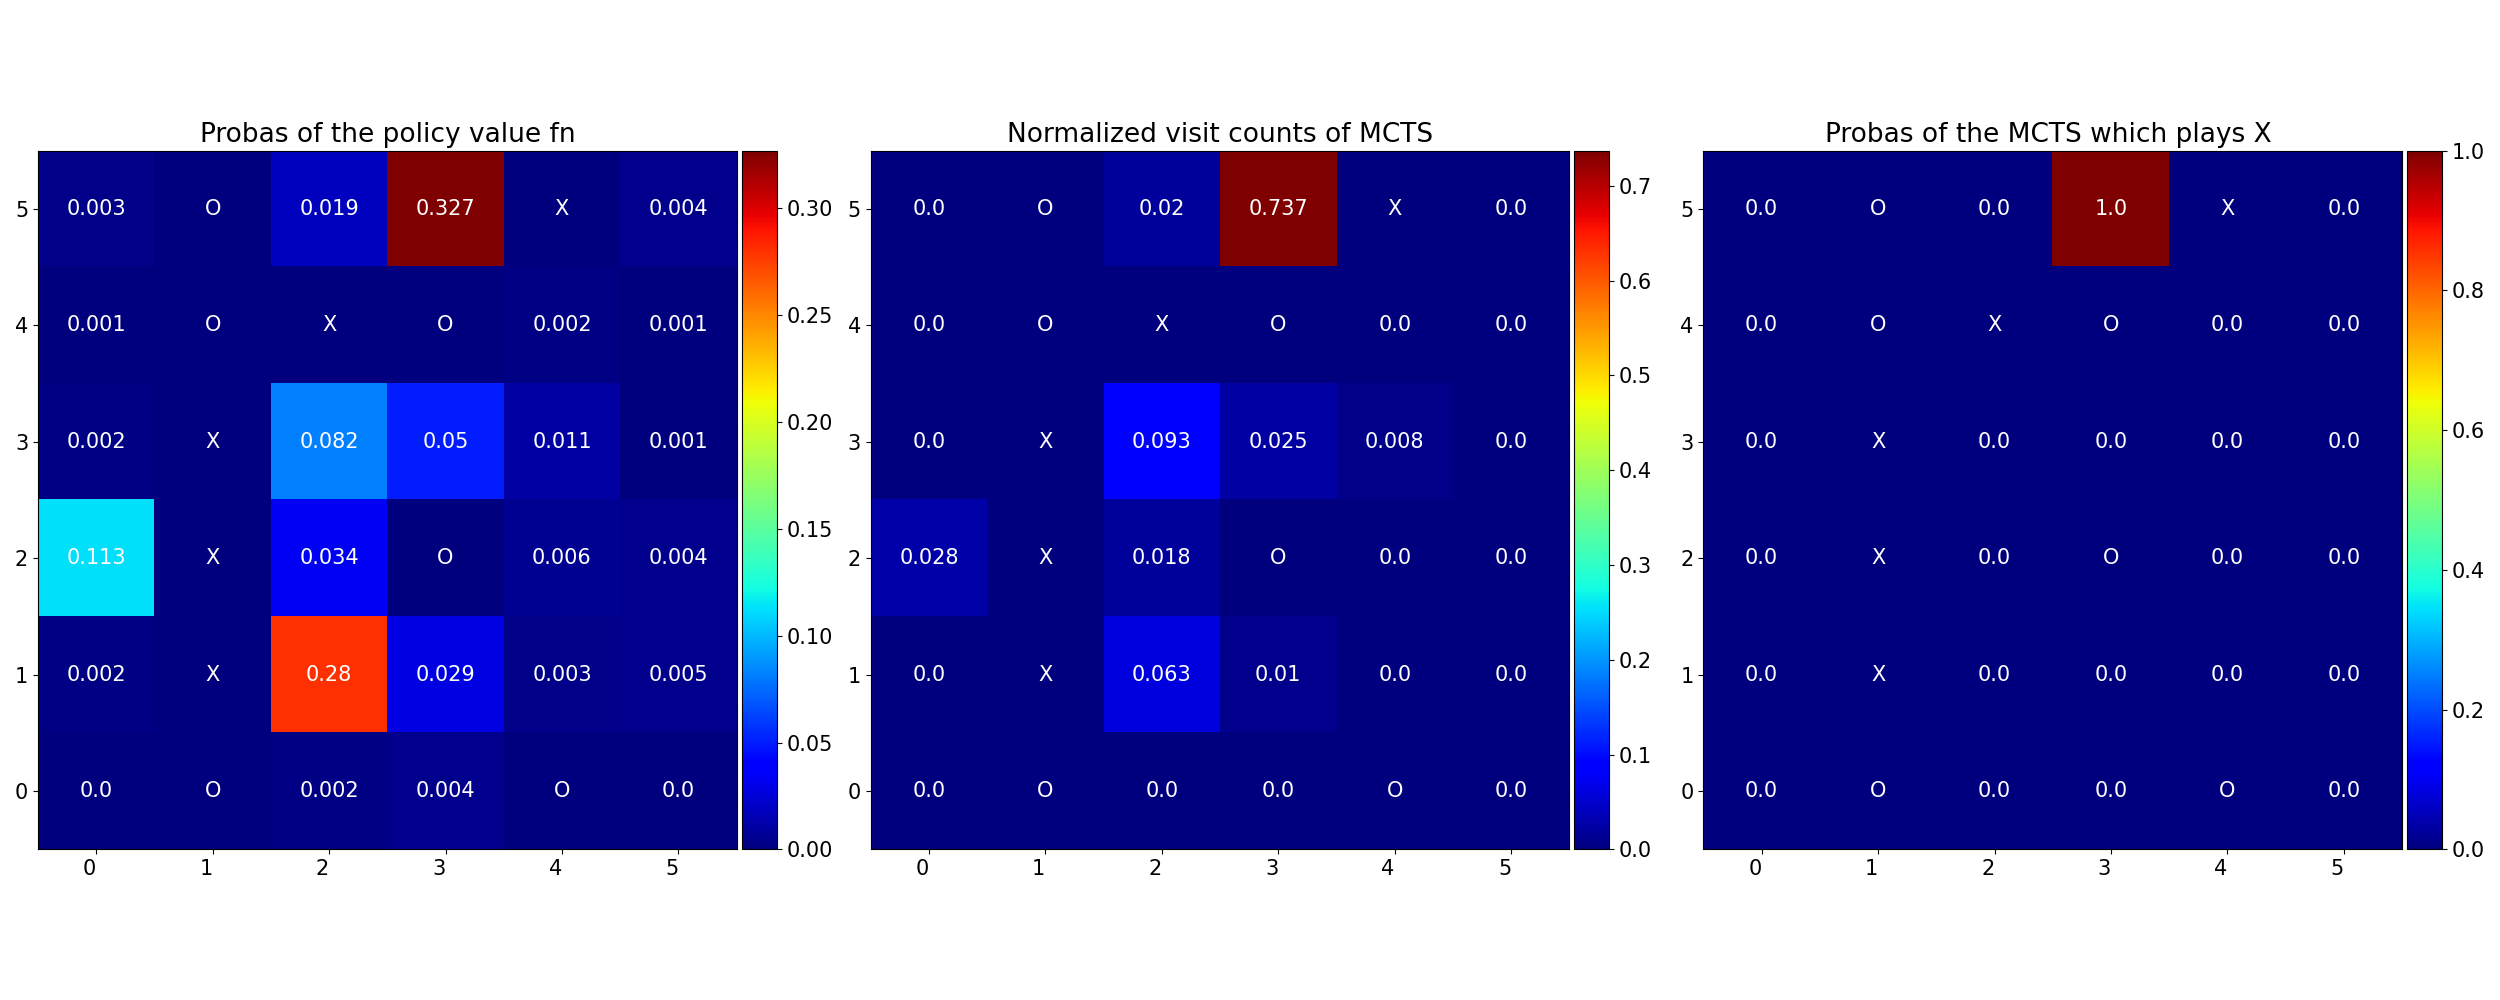 Probas of the policy value fn
5 0.003 O 0.019 0.327 X 0.004
4 0.001 O X O 0.002 0.001
3 0.002 X 0.082 0.05 0.011 0.001
2 0.113 X 0.034 O 0.006 0.004
1 0.002 X 0.28 0.029 0.003 0.005
0 0.0 O 0.002 0.004 O 0.0
0 1 2 3 4 5
0.30
0.25
0.20
0.15
0.10
0.05
0.00
Normalized visit counts of MCTS
5 0.0 O 0.02 0.737 X 0.0
4 0.0 O X O 0.0 0.0
3 0.0 X 0.093 0.025 0.008 0.0
2 0.028 X 0.018 O 0.0 0.0
1 0.0 X 0.063 0.01 0.0 0.0
0 0.0 O 0.0 0.0 O 0.0
0 1 2 3 4 5
0.7
0.6
0.5
0.4
0.3
0.2
0.1
0.0
Probas of the MCTS which plays X
5 0.0 O 0.0 1.0 X 0.0
4 0.0 O X O 0.0 0.0
3 0.0 X 0.0 0.0 0.0 0.0
2 0.0 X 0.0 O 0.0 0.0
1 0.0 X 0.0 0.0 0.0 0.0
0 0.0 O 0.0 0.0 O 0.0
0 1 2 3 4 5
1.0
0.8
0.6
0.4
0.2
0.0